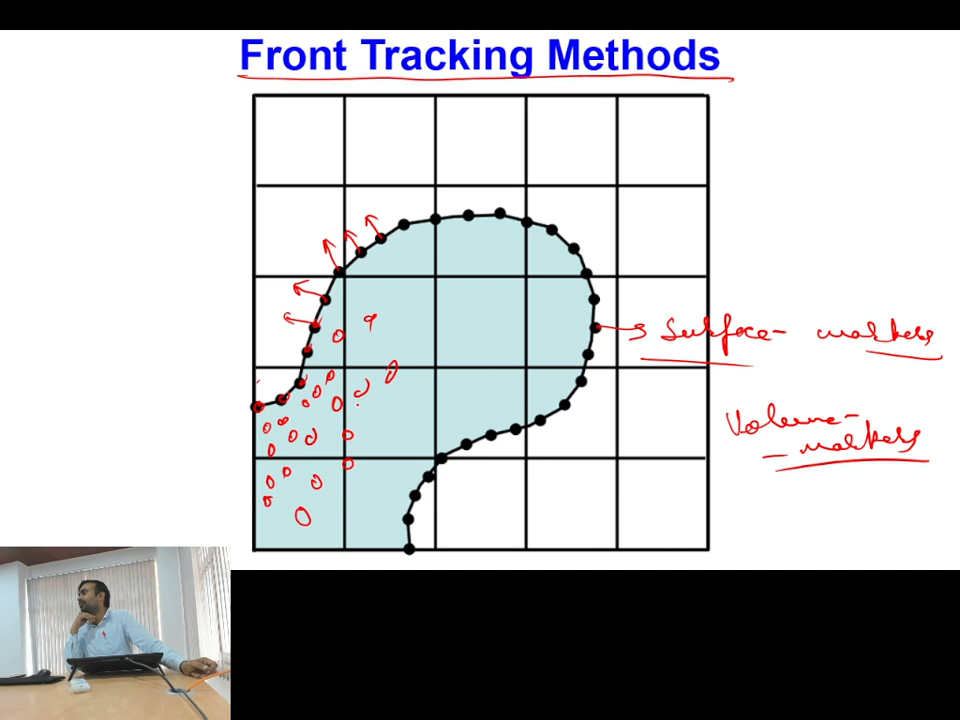 Front Tracking Methods
Surface- markers
Volume-
- markers